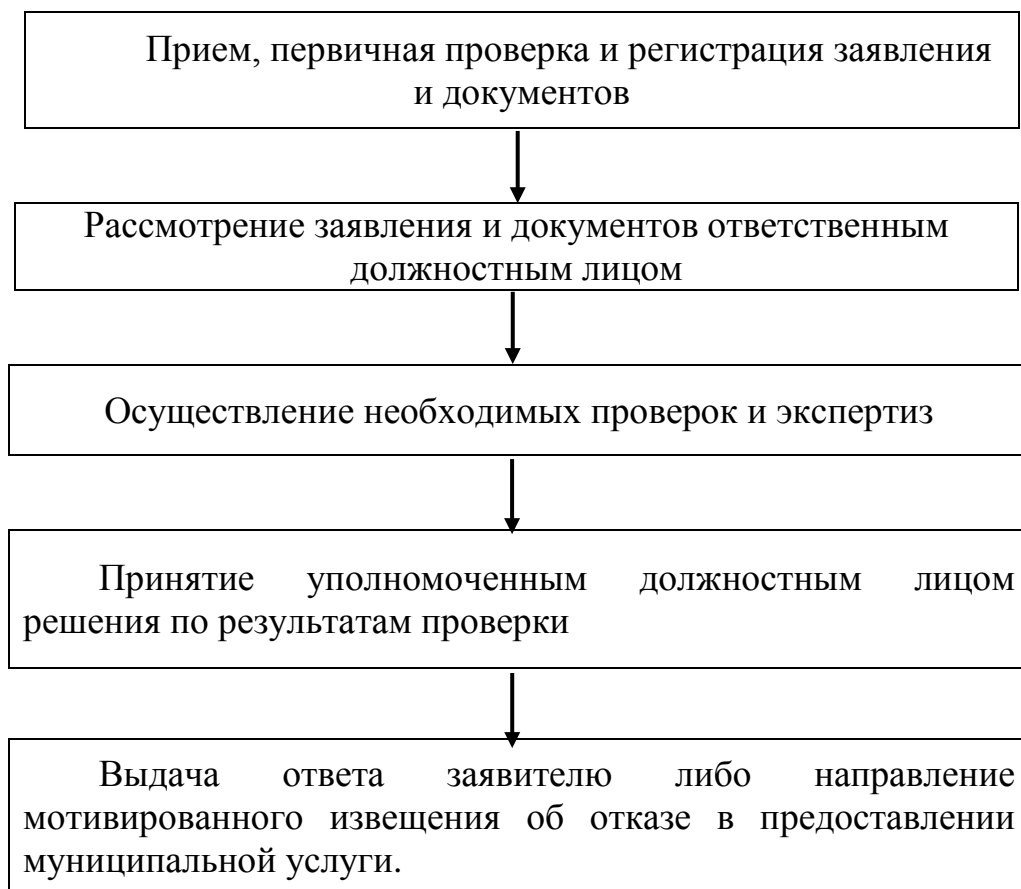 Прием, первичная проверка и регистрация заявления
и документов
Рассмотрение заявления и документов ответственным
должностным лицом
Осуществление необходимых проверок и экспертиз
Принятие уполномоченным должностным лицом
решения по результатам проверки
Выдача ответа заявителю либо направление
мотивированного извещения об отказе в предоставлении
муниципальной услуги.